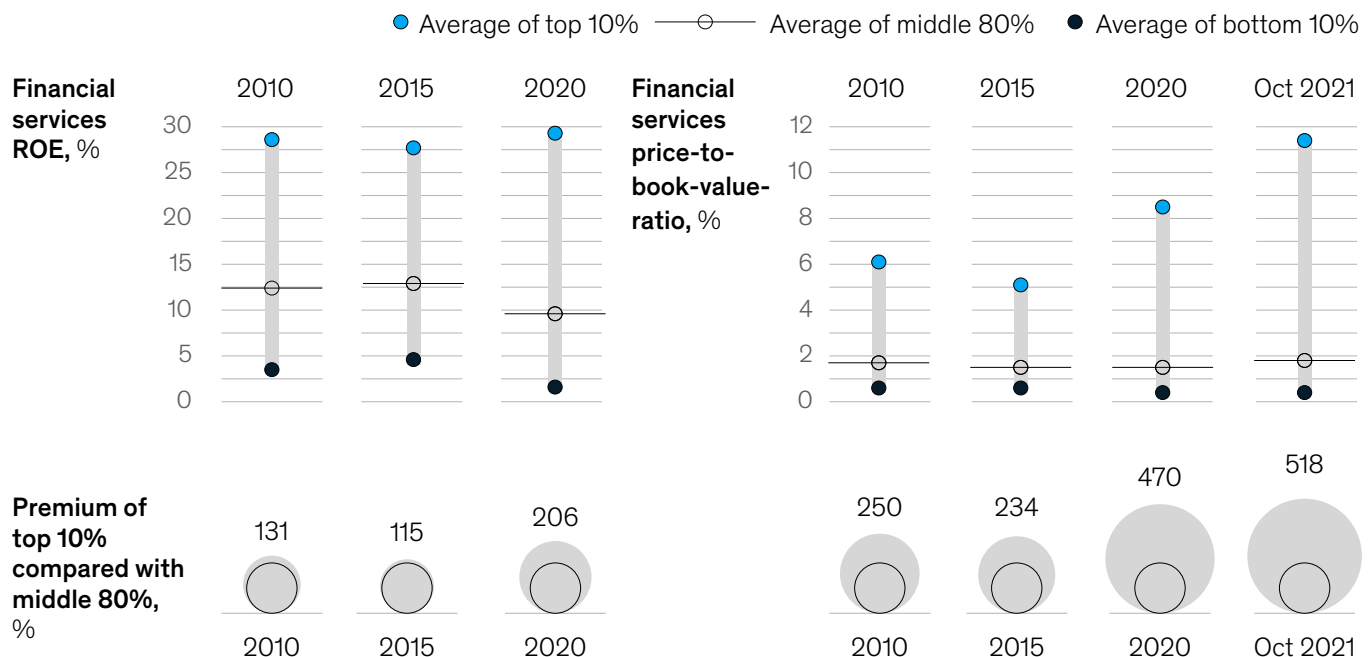 Average of top 10% Average of middle 80% Average of bottom 10%
Financial
services
ROE, %
2010 2015 2020
30
25
20
15
10
5
0
Financial
services
price-to-
book-value-
ratio, %
2010 2015 2020 Oct 2021
12
10
8
6
4
2
0
Premium of
top 10%
compared with
middle 80%,
%
131 115 206
2010 2015 2020
250 234 470 518
2010 2015 2020 Oct 2021